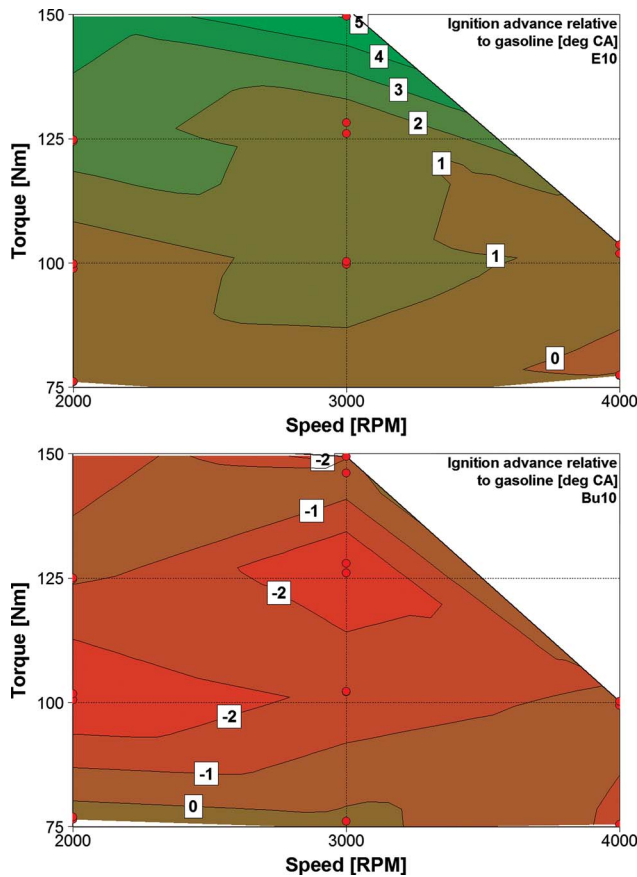 150
Ignition advance relative
to gasoline [deg CA]
E10
5
4
3
2
125
1
Torque [Nm]
100
1
0
75
2000
3000
4000
Speed [RPM]
150
-2
Ignition advance relative
to gasoline [deg CA]
Bu10
-1
125
-2
Torque [Nm]
100
-2
-1
0
75
2000
3000
4000
Speed [RPM]